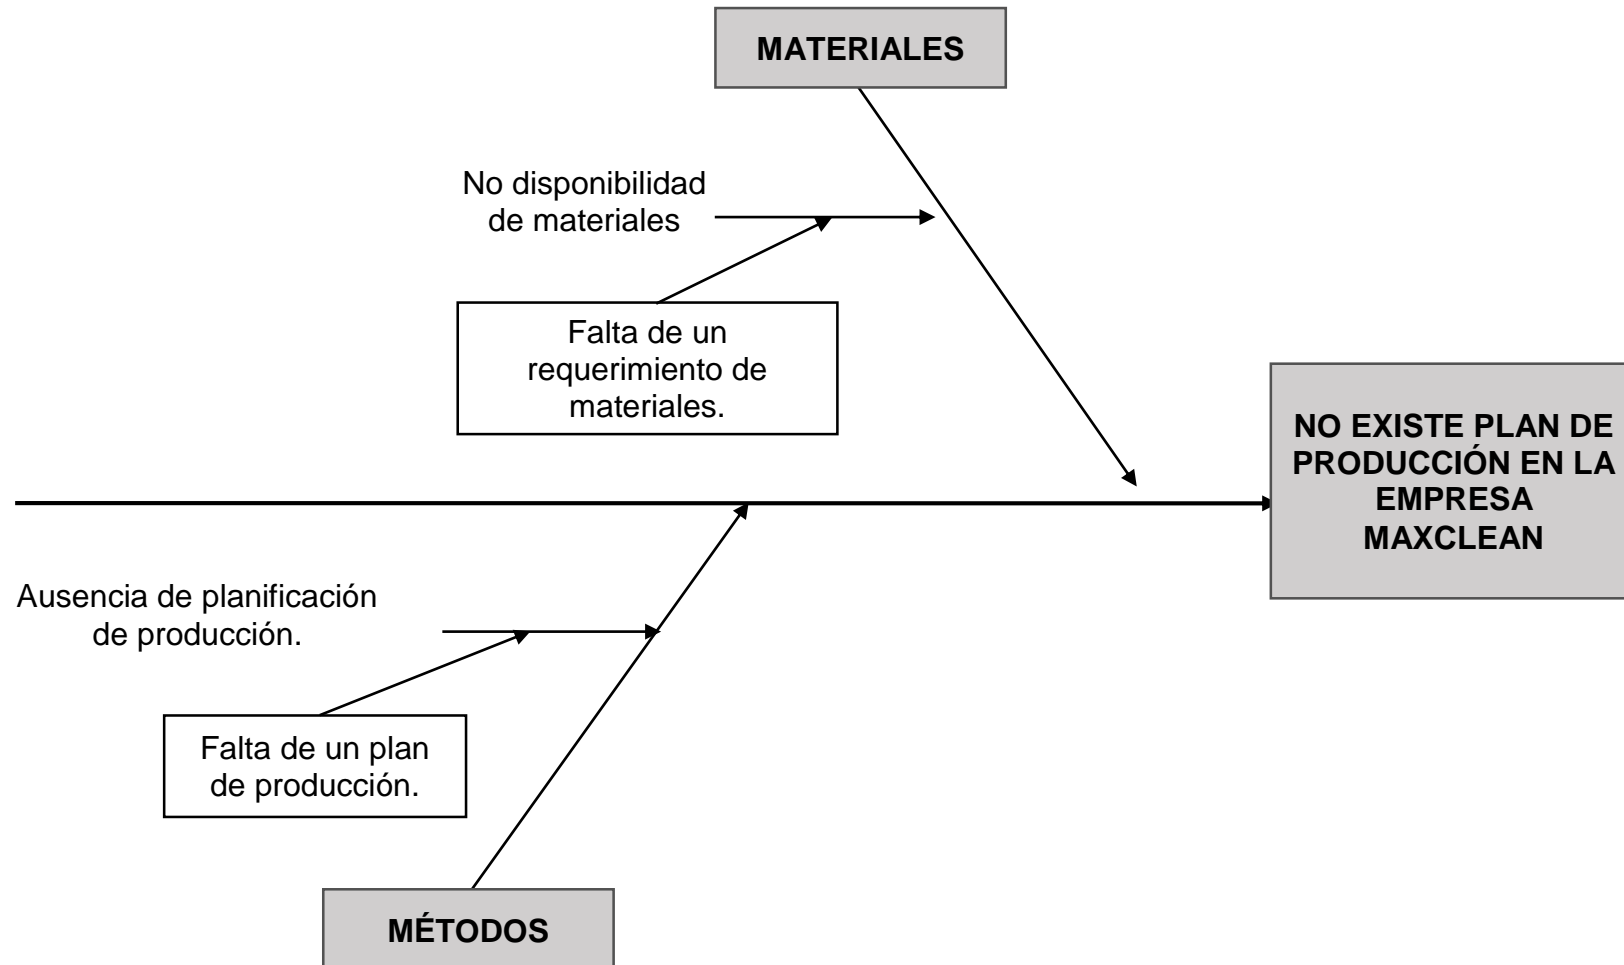 MATERIALES
No disponibilidad
de materiales
Falta de un
requerimiento de
materiales.
NO EXISTE PLAN DE
PRODUCCIÓN EN LA
EMPRESA
MAXCLEAN
Ausencia de planificación
de producción.
Falta de un plan
de producción.
MÉTODOS